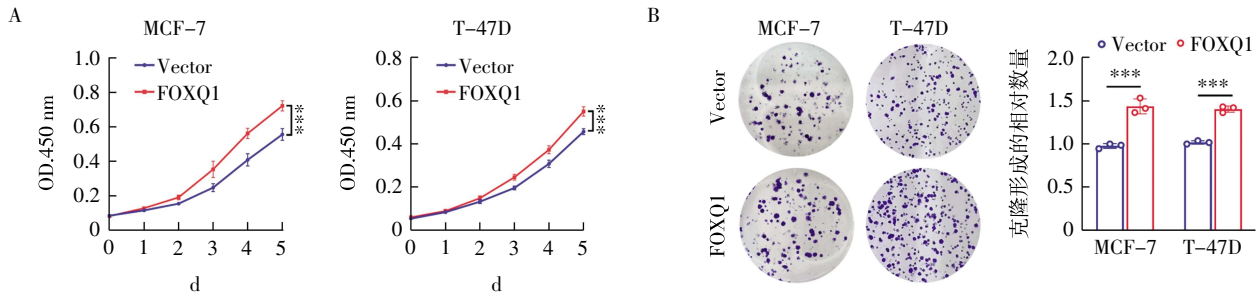 A
MCF-7
OD.450 nm
1.0
0.8
0.6
0.4
0.2
0
Vector
FOXQ1
***
0 1 2 3 4 5
d
T-47D
OD.450 nm
0.8
0.6
0.4
0.2
0
Vector
FOXQ1
***
0 1 2 3 4 5
d
B
MCF-7 T-47D
Vector
FOXQ1
克隆形成的相对数量
2.0
1.5
1.0
0.5
0
Vector FOXQ1
*** ***
MCF-7 T-47D